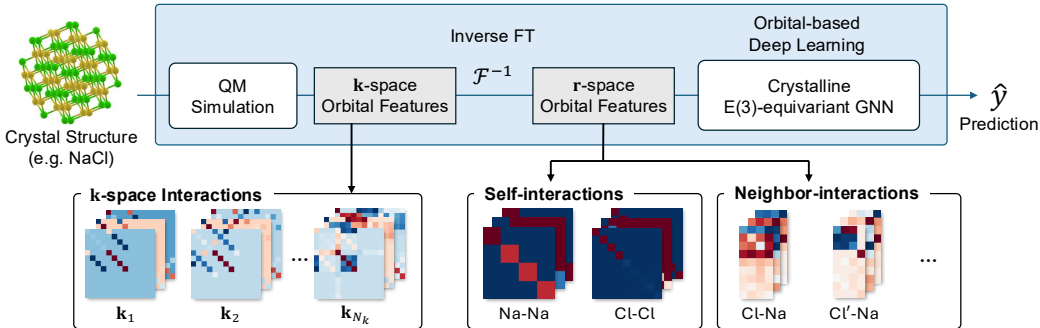 Inverse FT
Orbital-based
Deep Learning
QM
Simulation
k-space
Orbital Features
ℱ⁻¹
r-space
Orbital Features
Crystalline
E(3)-equivariant GNN
ŷ
Prediction
Crystal Structure
(e.g. NaCl)
k-space Interactions
Self-interactions
Neighbor-interactions
...
...
k₁
k₂
k_{N_k}
Na-Na
Cl-Cl
Cl-Na
Cl′-Na